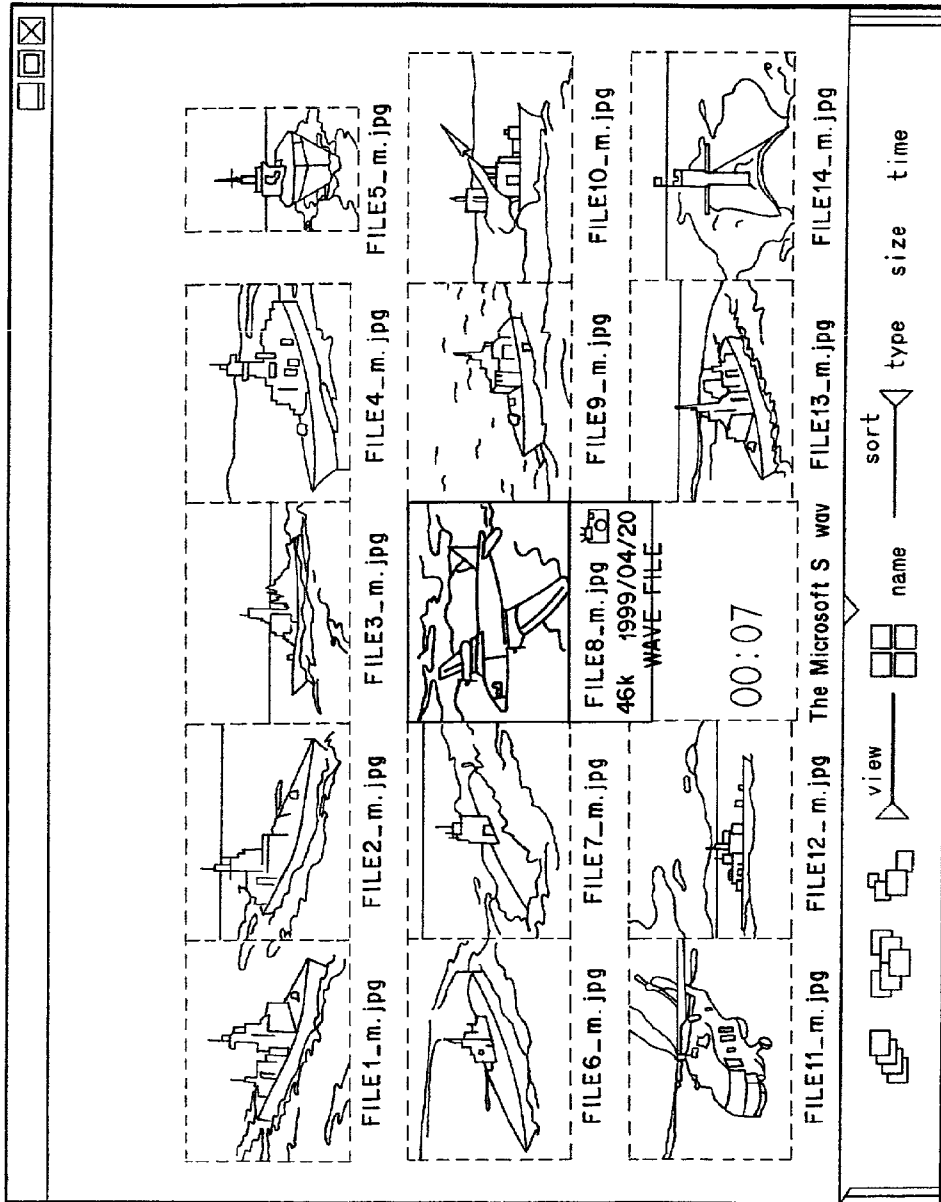 FILE1_m.jpg
FILE2_m.jpg
FILE3_m.jpg
FILE4_m.jpg
FILE5_m.jpg
FILE6_m.jpg
FILE7_m.jpg
FILE8_m.jpg
46k 1999/04/20
WAVE FILE
FILE9_m.jpg
FILE10_m.jpg
00:07
FILE11_m.jpg
FILE12_m.jpg
The Microsoft S wav
FILE13_m.jpg
FILE14_m.jpg
view
sort
name
type
size
time